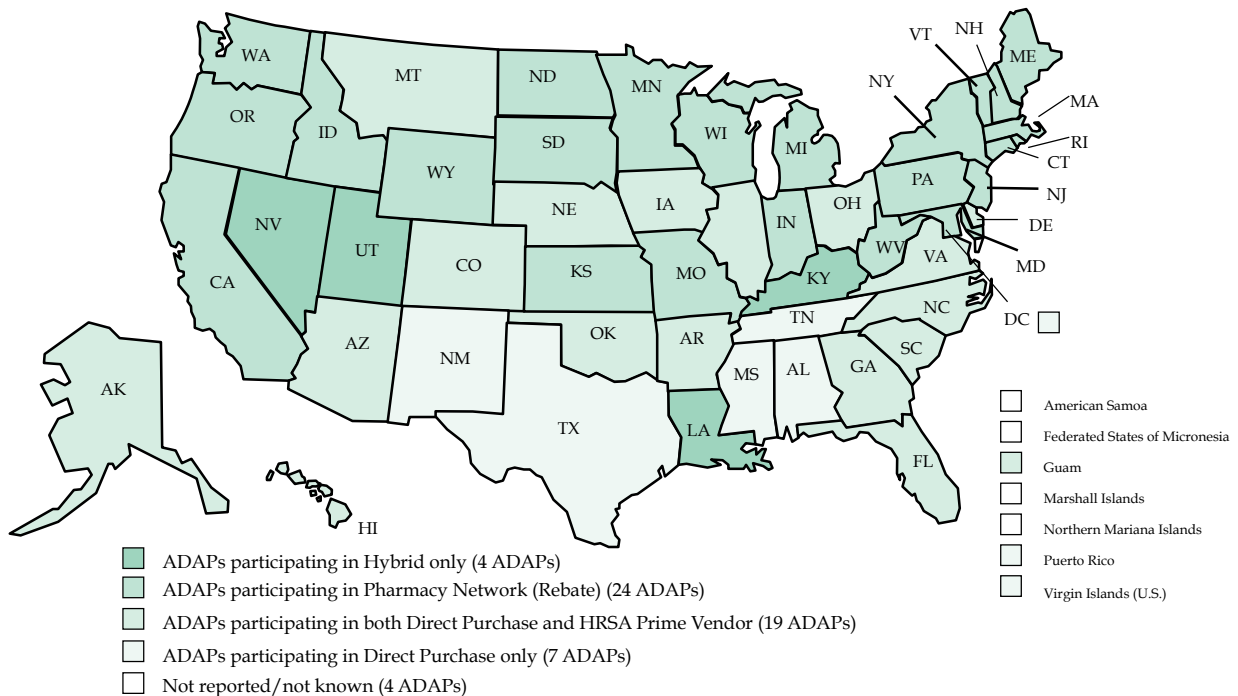 WA
OR
CA
ID
NV
UT
AZ
MT
WY
CO
NM
ND
SD
NE
KS
OK
TX
MN
IA
MO
AR
LA
WI
MI
IN
OH
KY
TN
MS
AL
GA
FL
SC
NC
VA
WV
PA
NY
VT
NH
ME
MA
RI
CT
NJ
DE
MD
DC
AK
HI
American Samoa
Federated States of Micronesia
Guam
Marshall Islands
Northern Mariana Islands
Puerto Rico
Virgin Islands (U.S.)
ADAPs participating in Hybrid only (4 ADAPs)
ADAPs participating in Pharmacy Network (Rebate) (24 ADAPs)
ADAPs participating in both Direct Purchase and HRSA Prime Vendor (19 ADAPs)
ADAPs participating in Direct Purchase only (7 ADAPs)
Not reported/not known (4 ADAPs)